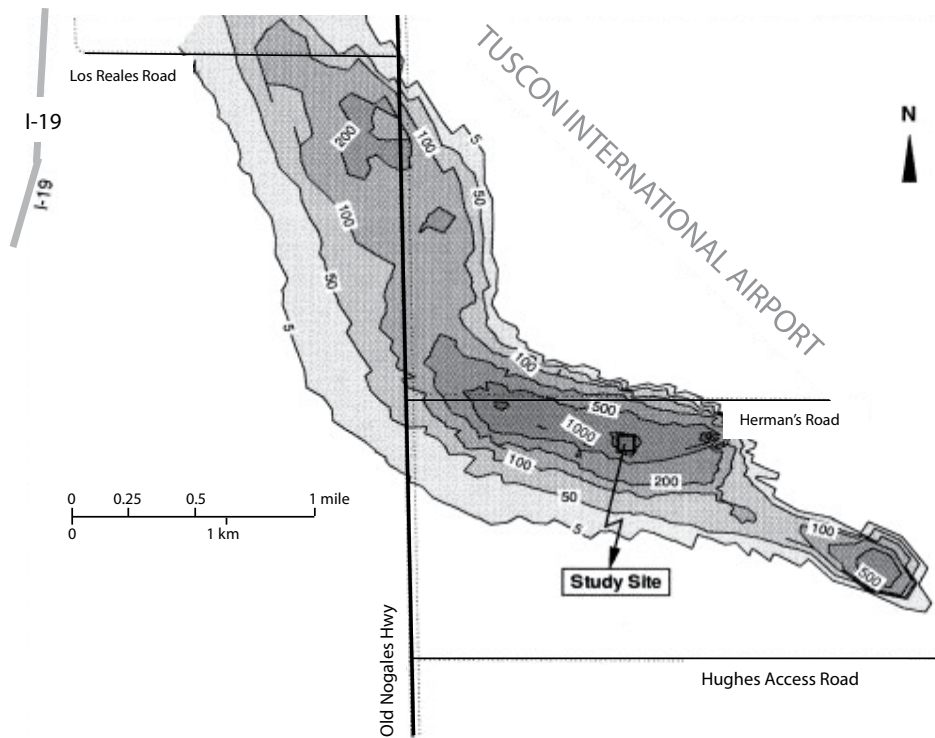 Los Reales Road
I-19
I-19
TUSCON INTERNATIONAL AIRPORT
N
200
100
5
50
100
50
5
100
500
1000
Herman's Road
100
200
50
5
100
500
0 0.25 0.5 1 mile
0 1 km
Study Site
Old Nogales Hwy
Hughes Access Road